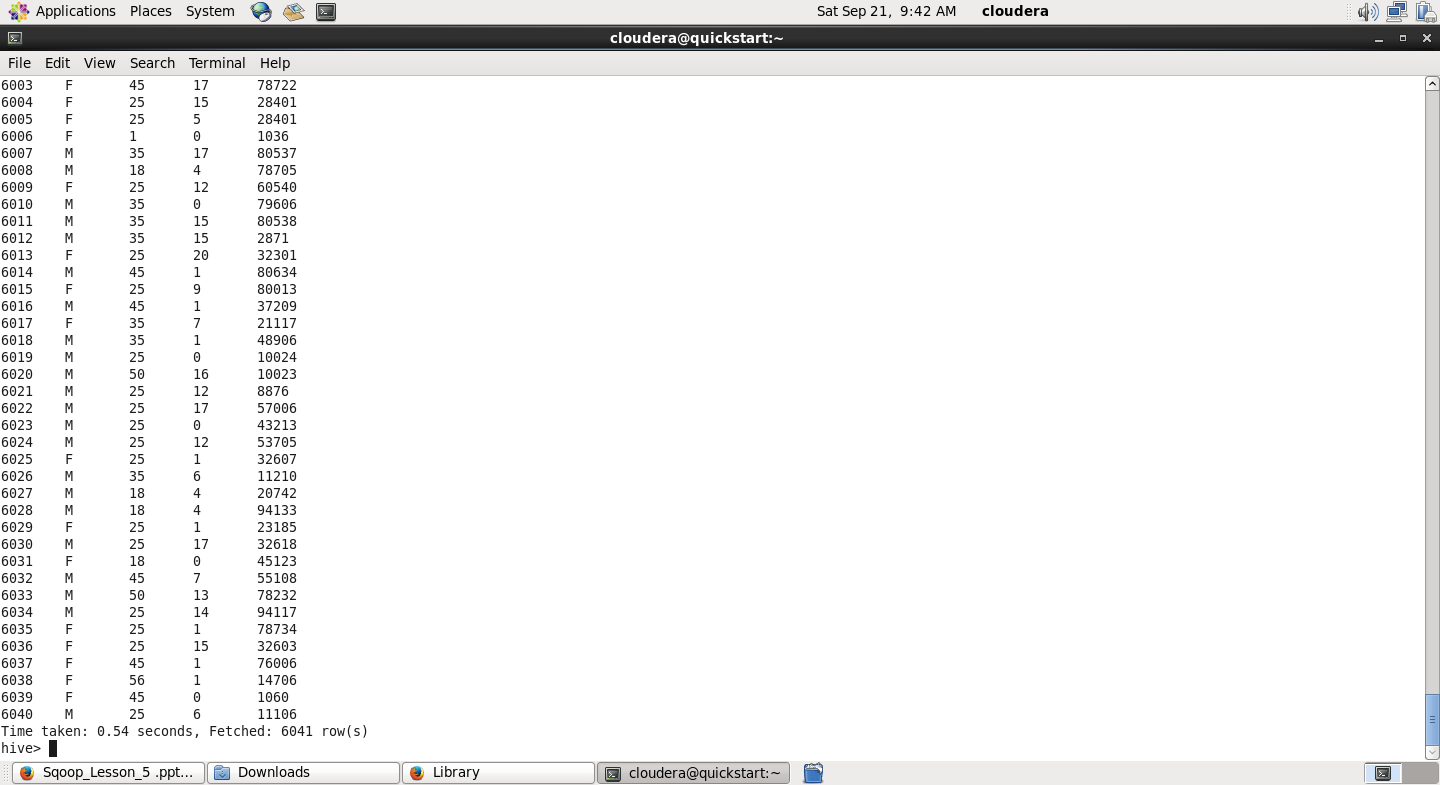 Applications Places System Sat Sep 21, 9:42 AM cloudera
cloudera@quickstart:~
File Edit View Search Terminal Help
6003 F 45 17 78722
6004 F 25 15 28401
6005 F 25 5 28401
6006 F 1 0 1036
6007 M 35 17 80537
6008 M 18 4 78705
6009 F 25 12 60540
6010 M 35 0 79606
6011 M 35 15 80538
6012 M 35 15 2871
6013 F 25 20 32301
6014 M 45 1 80634
6015 F 25 9 80013
6016 M 45 1 37209
6017 F 35 7 21117
6018 M 35 1 48906
6019 M 25 0 10024
6020 M 50 16 10023
6021 M 25 12 8876
6022 M 25 17 57006
6023 M 25 0 43213
6024 M 25 12 53705
6025 F 25 1 32607
6026 M 35 6 11210
6027 M 18 4 20742
6028 M 18 4 94133
6029 F 25 1 23185
6030 M 25 17 32618
6031 F 18 0 45123
6032 M 45 7 55108
6033 M 50 13 78232
6034 M 25 14 94117
6035 F 25 1 78734
6036 F 25 15 32603
6037 F 45 1 76006
6038 F 56 1 14706
6039 F 45 0 1060
6040 M 25 6 11106
Time taken: 0.54 seconds, Fetched: 6041 row(s)
hive>
Sqoop_Lesson_5 .ppt... Downloads Library cloudera@quickstart:~